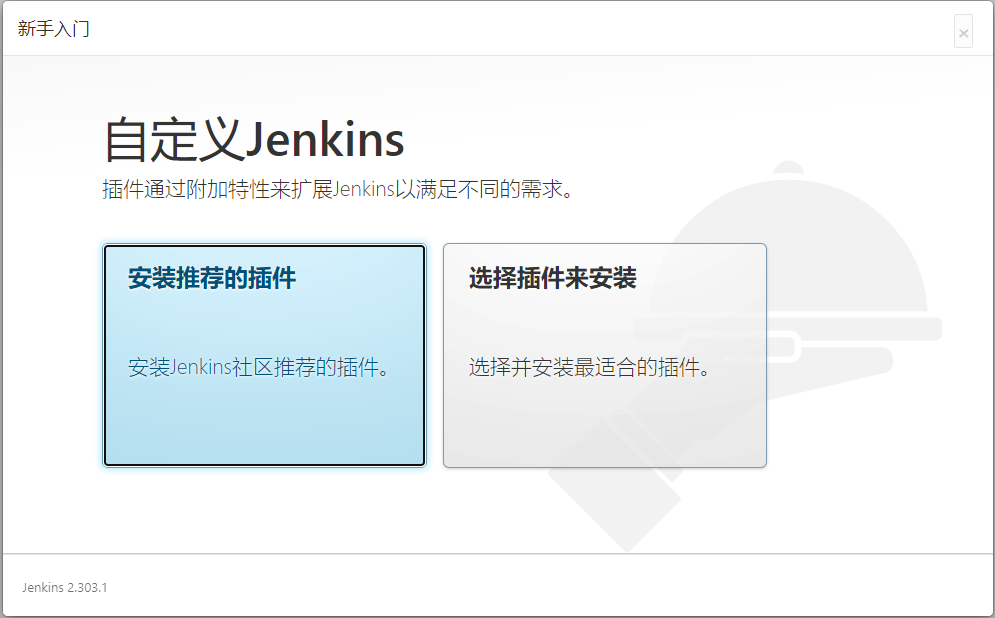 新手入门
×
自定义Jenkins
插件通过附加特性来扩展Jenkins以满足不同的需求。
安装推荐的插件
安装Jenkins社区推荐的插件。
选择插件来安装
选择并安装最适合的插件。
Jenkins 2.303.1